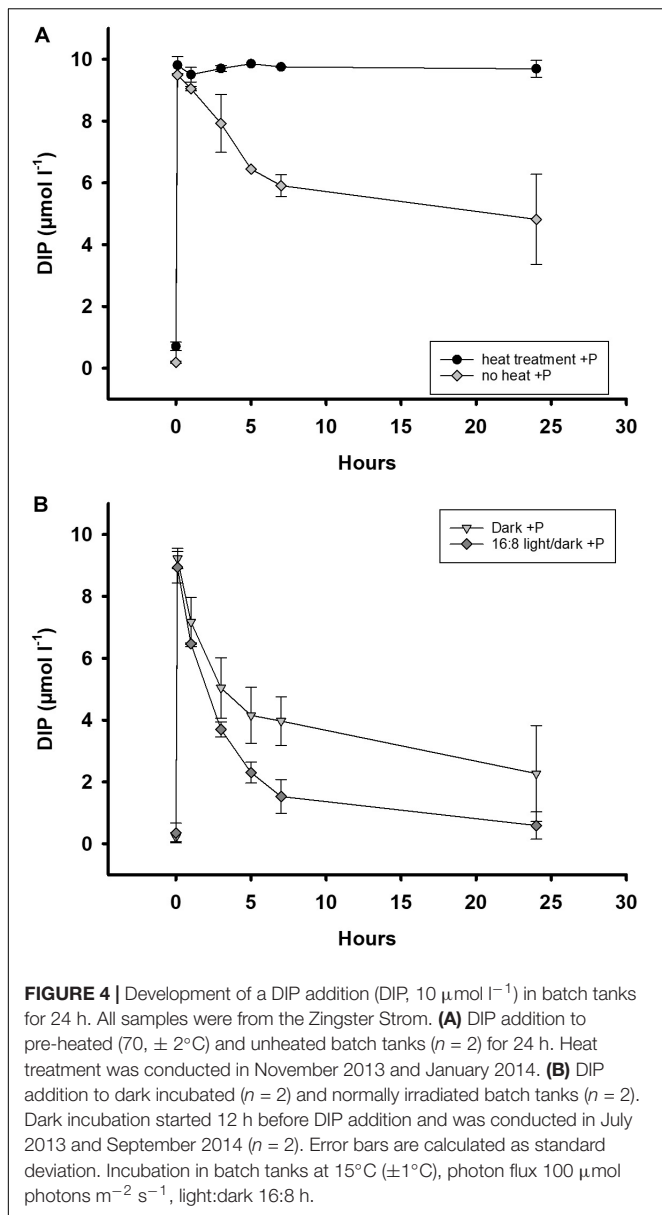 A
DIP (µmol l⁻¹)
10
8
6
4
2
0
heat treatment +P
no heat +P
0 5 10 15 20 25 30
Hours
B
DIP (µmol l⁻¹)
10
8
6
4
2
0
Dark +P
16:8 light/dark +P
0 5 10 15 20 25 30
Hours
FIGURE 4 | Development of a DIP addition (DIP, 10 µmol l⁻¹) in batch tanks
for 24 h. All samples were from the Zingster Strom. (A) DIP addition to
pre-heated (70, ± 2°C) and unheated batch tanks (n = 2) for 24 h. Heat
treatment was conducted in November 2013 and January 2014. (B) DIP
addition to dark incubated (n = 2) and normally irradiated batch tanks (n = 2).
Dark incubation started 12 h before DIP addition and was conducted in July
2013 and September 2014 (n = 2). Error bars are calculated as standard
deviation. Incubation in batch tanks at 15°C (±1°C), photon flux 100 µmol
photons m⁻² s⁻¹, light:dark 16:8 h.